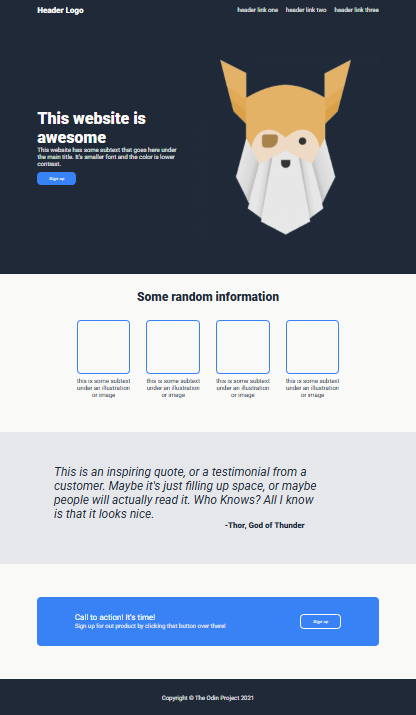 Header Logo
header link one header link two header link three
This website is
awesome
This website has some subtext that goes here under
the main title. It's smaller font and the color is lower
contrast.
Sign up
Some random information
this is some subtext
under an illustration
or image
this is some subtext
under an illustration
or image
this is some subtext
under an illustration
or image
this is some subtext
under an illustration
or image
This is an inspiring quote, or a testimonial from a
customer. Maybe it's just filling up space, or maybe
people will actually read it. Who Knows? All I know
is that it looks nice.
-Thor, God of Thunder
Call to action! It's time!
Sign up for out product by clicking that button over there!
Sign up
Copyright © The Odin Project 2021